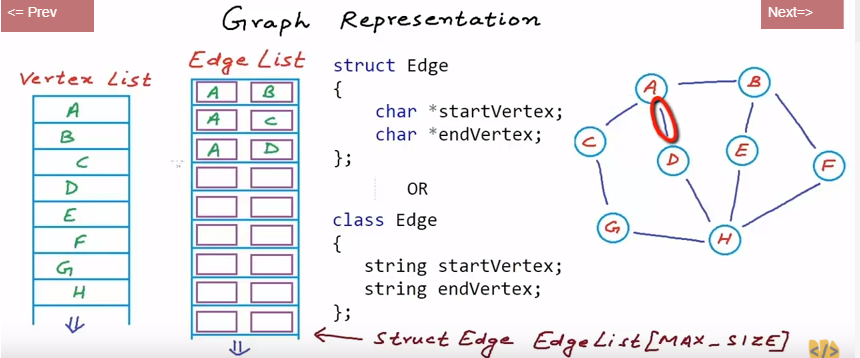 <= Prev
Next=>
Graph Representation
Vertex List
A
B
C
D
E
F
G
H
Edge List
A B
A C
A D
struct Edge
{
char *startVertex;
char *endVertex;
};
OR
class Edge
{
string startVertex;
string endVertex;
};
struct Edge EdgeList[MAX_SIZE]
A
B
C
D
E
F
G
H
</>